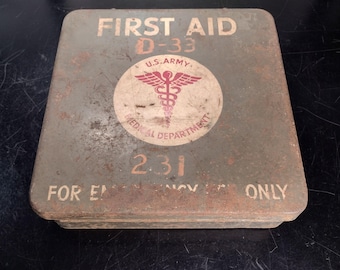 FIRST AID
D-33
U.S. ARMY
MEDICAL DEPARTMENT
231
FOR EMERGENCY USE ONLY